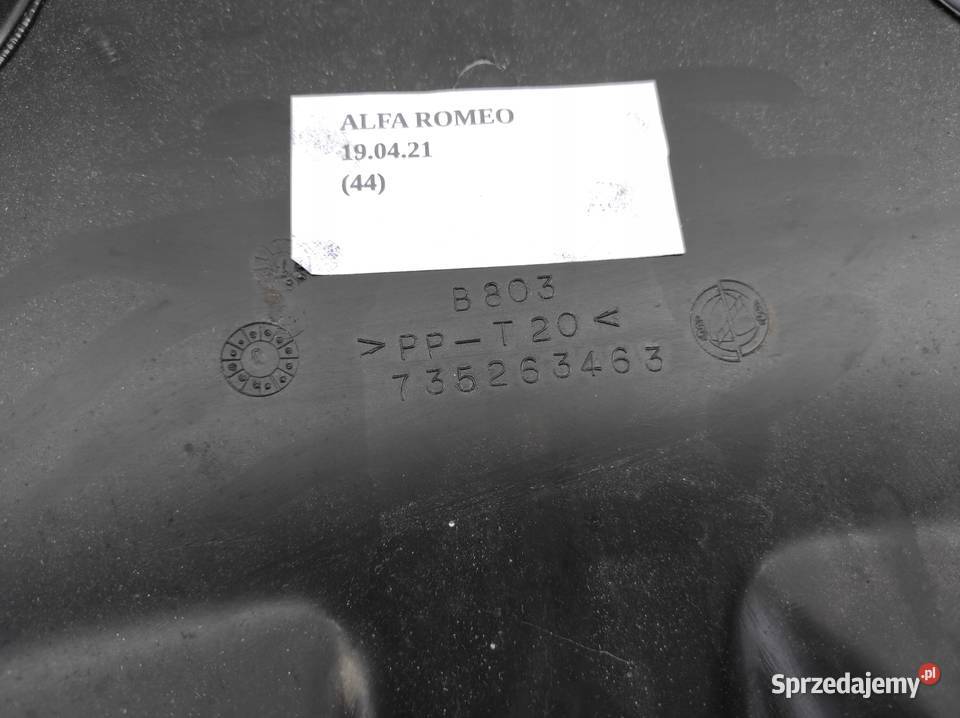 ALFA ROMEO
19.04.21
(44)
B803
>PP-T20<
735263463
Sprzedajemy.pl